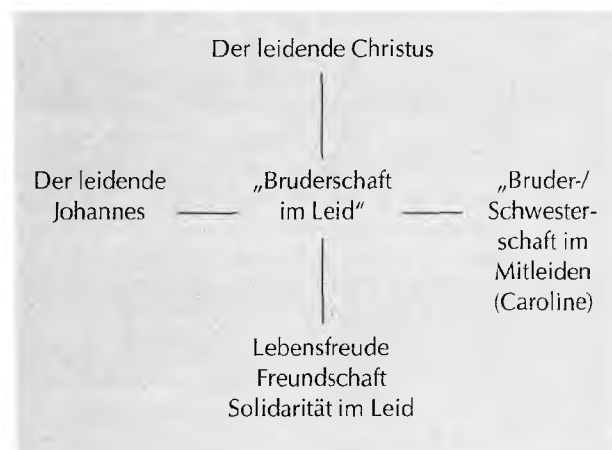 Der leidende Christus
Der leidende
Johannes
„Bruderschaft
im Leid"
„Bruder-/
Schwester-
schaft im
Mitleiden
(Caroline)
Lebensfreude
Freundschaft
Solidarität im Leid